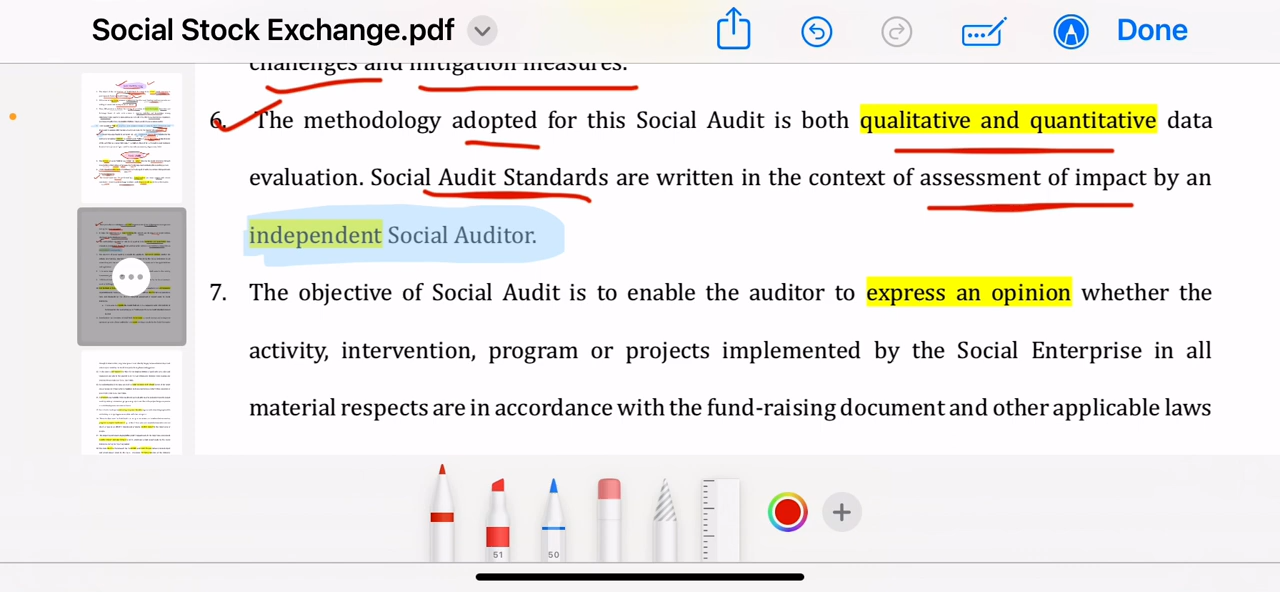 Social Stock Exchange.pdf
Done
challenges and mitigation measures.
6. The methodology adopted for this Social Audit is both qualitative and quantitative data
evaluation. Social Audit Standards are written in the context of assessment of impact by an
independent Social Auditor.
7. The objective of Social Audit is to enable the auditor to express an opinion whether the
activity, intervention, program or projects implemented by the Social Enterprise in all
material respects are in accordance with the fund-raising document and other applicable laws
51
50